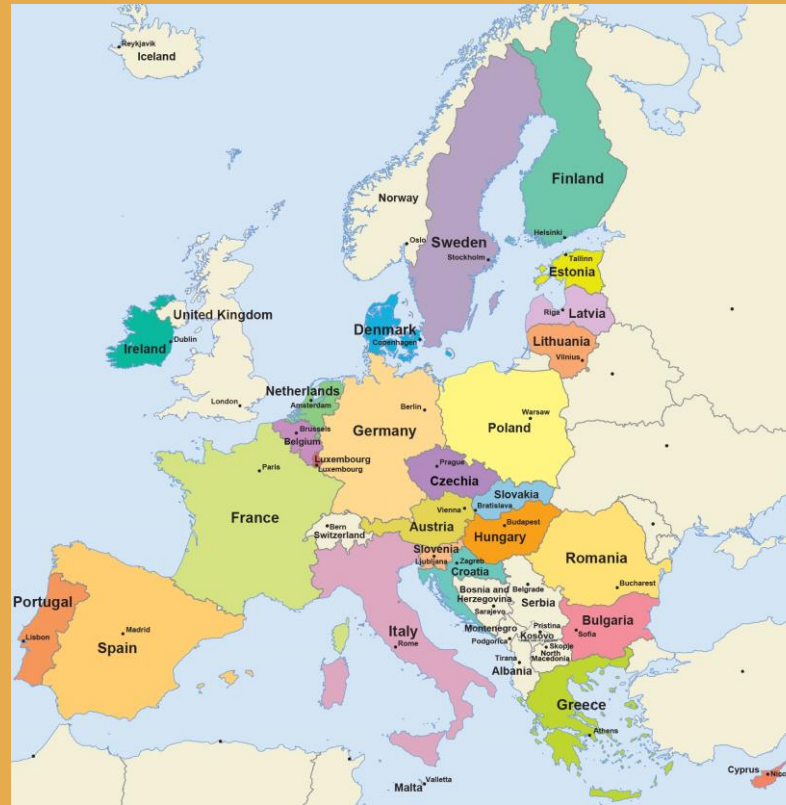 Reykjavik
Iceland
Norway
Oslo
Sweden
Stockholm
Finland
Helsinki
Tallinn
Estonia
Riga
Latvia
Lithuania
Vilnius
United Kingdom
Ireland
Dublin
London
Denmark
Copenhagen
Netherlands
Amsterdam
Brussels
Belgium
Luxembourg
Luxembourg
Berlin
Germany
Warsaw
Poland
Prague
Czechia
Slovakia
Bratislava
Vienna
Austria
Budapest
Hungary
Paris
France
Bern
Switzerland
Slovenia
Ljubljana
Zagreb
Croatia
Romania
Bucharest
Bosnia and
Herzegovina
Sarajevo
Belgrade
Serbia
Montenegro
Podgorica
Pristina
Kosovo
Bulgaria
Sofia
Skopje
North
Macedonia
Tirana
Albania
Portugal
Lisbon
Madrid
Spain
Italy
Rome
Greece
Athens
Malta
Valletta
Cyprus
Nico